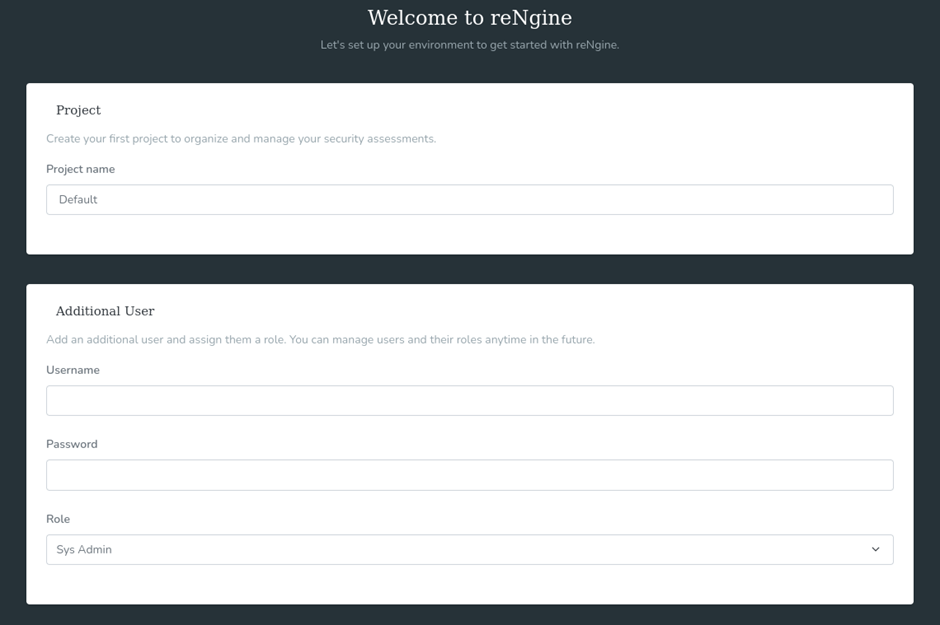 Welcome to reNgine
Let's set up your environment to get started with reNgine.
Project
Create your first project to organize and manage your security assessments.
Project name
Default
Additional User
Add an additional user and assign them a role. You can manage users and their roles anytime in the future.
Username
Password
Role
Sys Admin